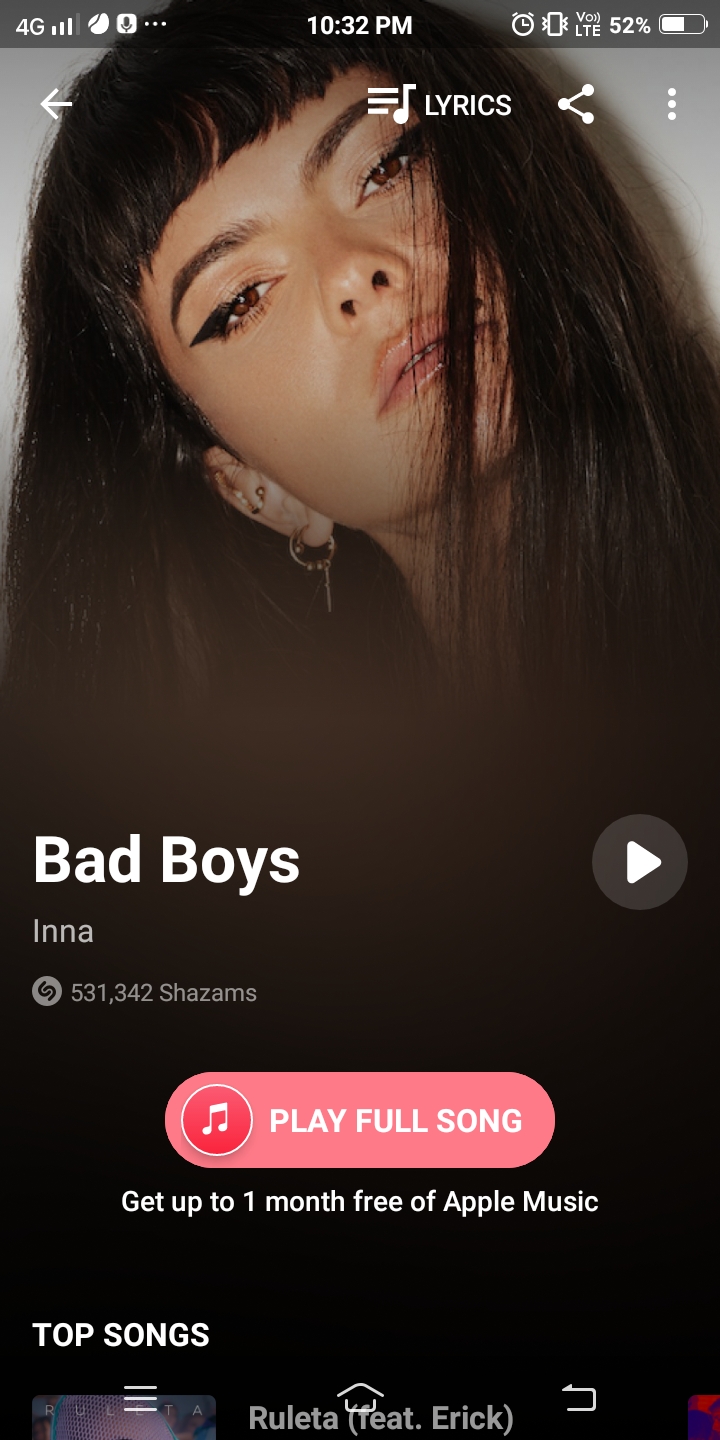 4G 10:32 PM Vo)) LTE 52%
LYRICS
Bad Boys
Inna
531,342 Shazams
PLAY FULL SONG
Get up to 1 month free of Apple Music
TOP SONGS
RULETA
Ruleta (feat. Erick)